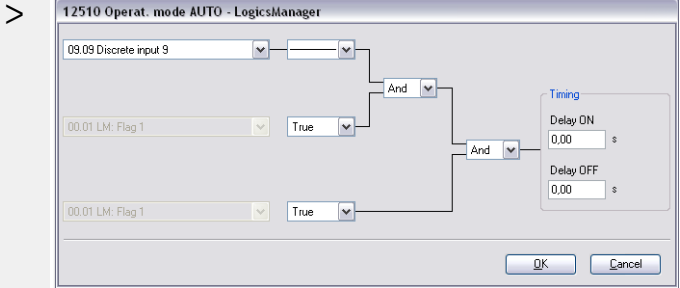 >
12510 Operat. mode AUTO - LogicsManager
09.09 Discrete input 9
And
Timing
Delay ON
00.01 LM: Flag 1 True
0,00 s
And
Delay OFF
0,00 s
00.01 LM: Flag 1 True
OK Cancel